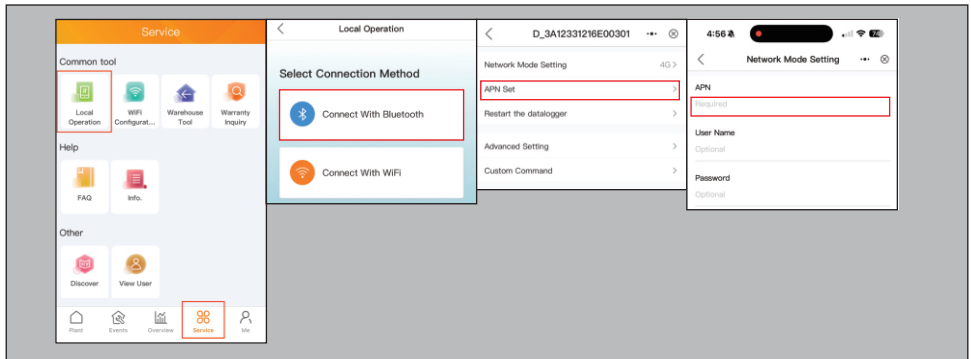 Service
Common tool
Local Operation
WiFi Configurat...
Warehouse Tool
Warranty Inquiry
Help
FAQ
Info.
Other
Discover
View User
Plant
Events
Overview
Service
Me
Local Operation
Select Connection Method
Connect With Bluetooth
Connect With WiFi
D_3A12331216E00301
Network Mode Setting
4G
APN Set
Restart the datalogger
Advanced Setting
Custom Command
4:56
Network Mode Setting
APN
Required
User Name
Optional
Password
Optional